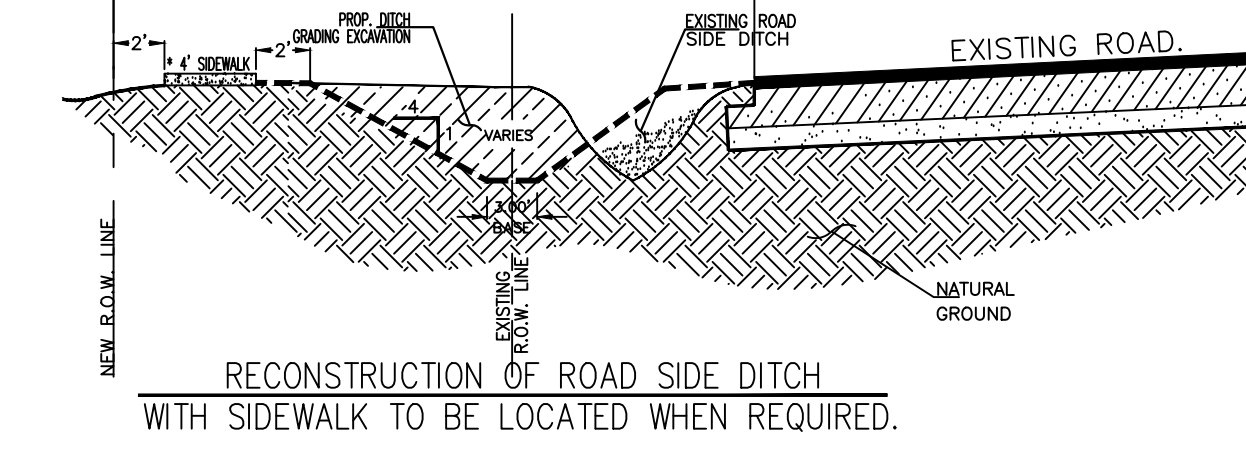 PROP. DITCH
GRADING EXCAVATION
EXISTING ROAD
SIDE DITCH
EXISTING ROAD.
2'
* 4' SIDEWALK
2'
4
1
VARIES
3.00'
BASE
NEW R.O.W. LINE
EXISTING
R.O.W. LINE
NATURAL
GROUND
RECONSTRUCTION OF ROAD SIDE DITCH
WITH SIDEWALK TO BE LOCATED WHEN REQUIRED.